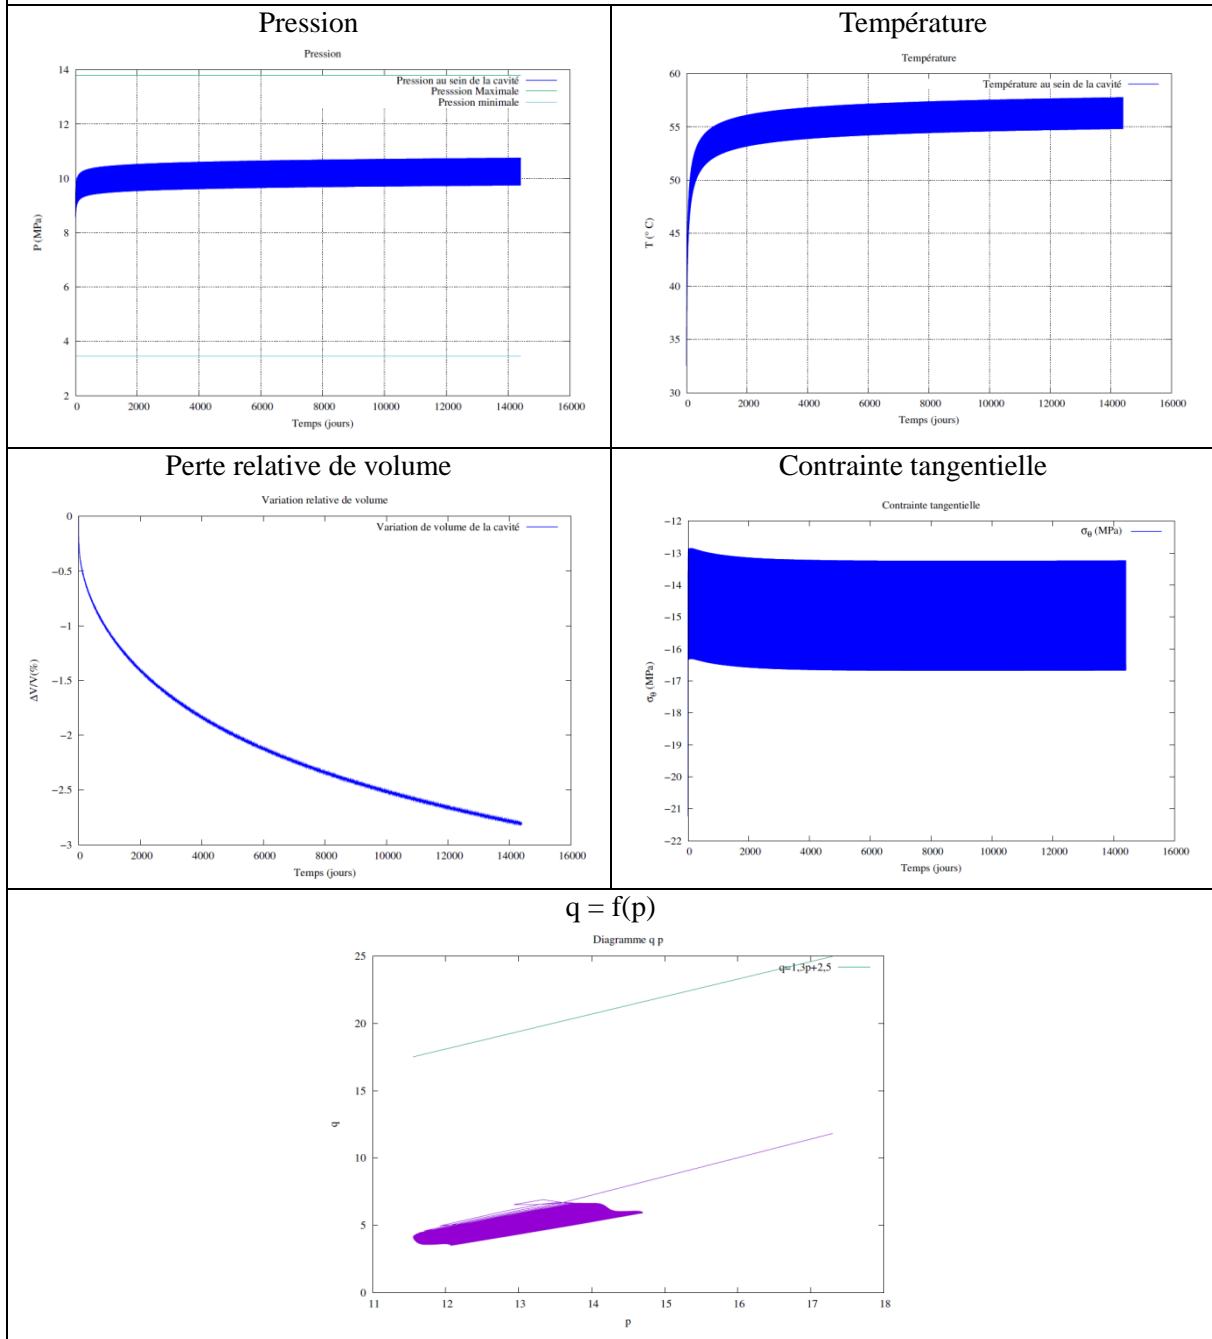 Pression
Pression
14
12
10
8
6
4
2
P (MPa)
Pression au sein de la cavité
Presssion Maximale
Pression minimale
0 2000 4000 6000 8000 10000 12000 14000 16000
Temps (jours)
Température
Température
60
55
50
45
40
35
30
T (° C)
Température au sein de la cavité
0 2000 4000 6000 8000 10000 12000 14000 16000
Temps (jours)
Perte relative de volume
Variation relative de volume
0
−0.5
−1
−1.5
−2
−2.5
−3
ΔV/V(%)
Variation de volume de la cavité
0 2000 4000 6000 8000 10000 12000 14000 16000
Temps (jours)
Contrainte tangentielle
Contrainte tangentielle
−12
−13
−14
−15
−16
−17
−18
−19
−20
−21
−22
σθ (MPa)
σθ (MPa)
0 2000 4000 6000 8000 10000 12000 14000 16000
Temps (jours)
q = f(p)
Diagramme q p
25
20
15
10
5
0
q
q=1,3p+2,5
11 12 13 14 15 16 17 18
p